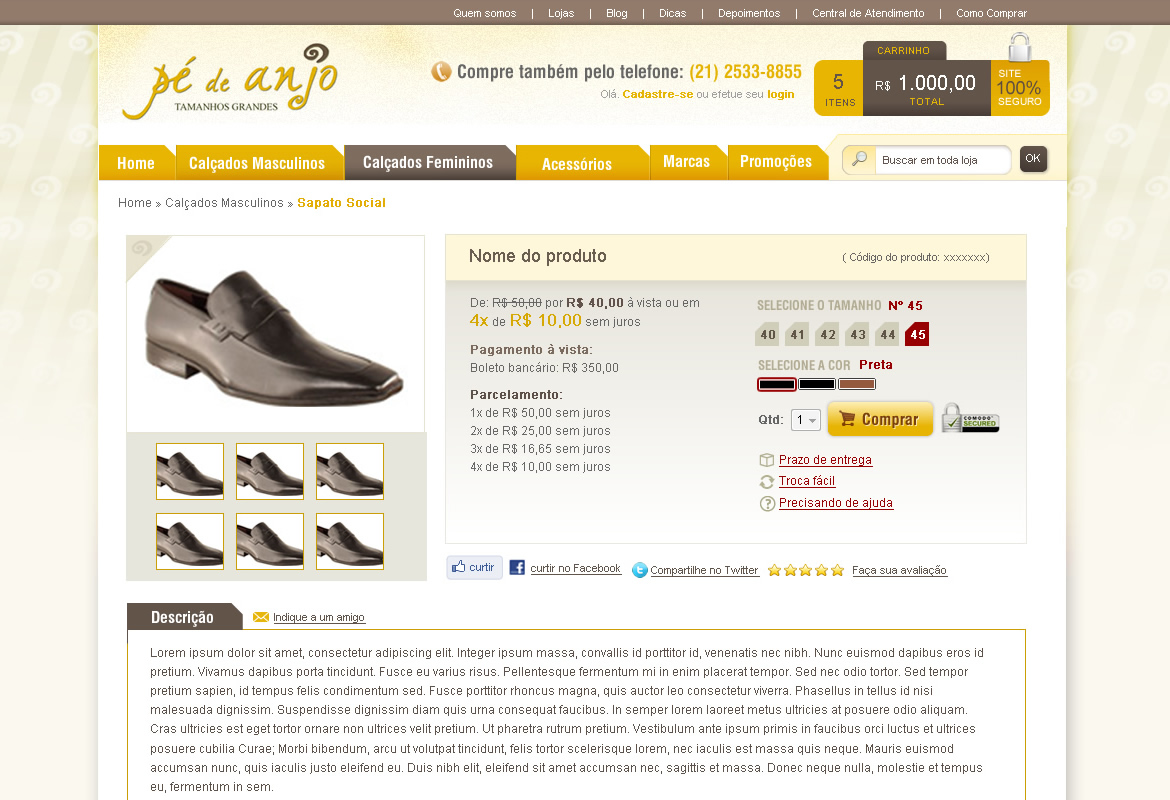 Quem somos | Lojas | Blog | Dicas | Depoimentos | Central de Atendimento | Como Comprar
pé de anjo
TAMANHOS GRANDES
Compre também pelo telefone: (21) 2533-8855
Olá. Cadastre-se ou efetue seu login
5
ITENS
CARRINHO
R$ 1.000,00
TOTAL
SITE
100%
SEGURO
Home
Calçados Masculinos
Calçados Femininos
Acessórios
Marcas
Promoções
Buscar em toda loja
OK
Home » Calçados Masculinos » Sapato Social
Nome do produto
( Código do produto: xxxxxxx)
De: R$ 50,00 por R$ 40,00 à vista ou em
4x de R$ 10,00 sem juros
Pagamento à vista:
Boleto bancário: R$ 350,00
Parcelamento:
1x de R$ 50,00 sem juros
2x de R$ 25,00 sem juros
3x de R$ 16,65 sem juros
4x de R$ 10,00 sem juros
SELECIONE O TAMANHO Nº 45
40 41 42 43 44 45
SELECIONE A COR Preta
Qtd: 1
Comprar
COMODO
SECURED
Prazo de entrega
Troca fácil
Precisando de ajuda
curtir
curtir no Facebook
Compartilhe no Twitter
Faça sua avaliação
Descrição
Indique a um amigo
Lorem ipsum dolor sit amet, consectetur adipiscing elit. Integer ipsum massa, convallis id porttitor id, venenatis nec nibh. Nunc euismod dapibus eros id
pretium. Vivamus dapibus porta tincidunt. Fusce eu varius risus. Pellentesque fermentum mi in enim placerat tempor. Sed nec odio tortor. Sed tempor
pretium sapien, id tempus felis condimentum sed. Fusce porttitor rhoncus magna, quis auctor leo consectetur viverra. Phasellus in tellus id nisi
malesuada dignissim. Suspendisse dignissim diam quis urna consequat faucibus. In semper lorem laoreet metus ultricies at posuere odio aliquam.
Cras ultricies est eget tortor ornare non ultrices velit pretium. Ut pharetra rutrum pretium. Vestibulum ante ipsum primis in faucibus orci luctus et ultrices
posuere cubilia Curae; Morbi bibendum, arcu ut volutpat tincidunt, felis tortor scelerisque lorem, nec iaculis est massa quis neque. Mauris euismod
accumsan nunc, quis iaculis justo eleifend eu. Duis nibh elit, eleifend sit amet accumsan nec, sagittis et massa. Donec neque nulla, molestie et tempus
eu, fermentum in sem.